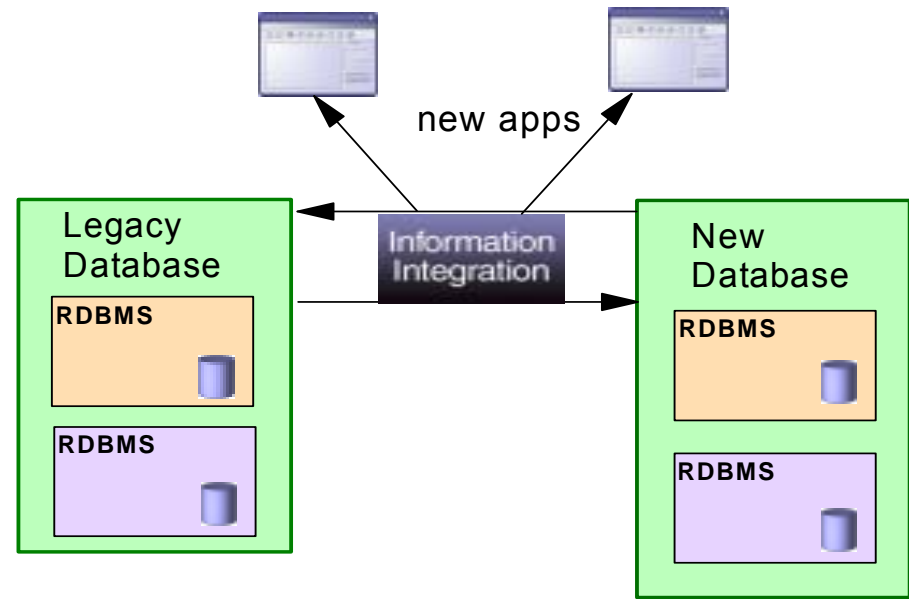 new apps
Legacy
Database
RDBMS
RDBMS
Information
Integration
New
Database
RDBMS
RDBMS